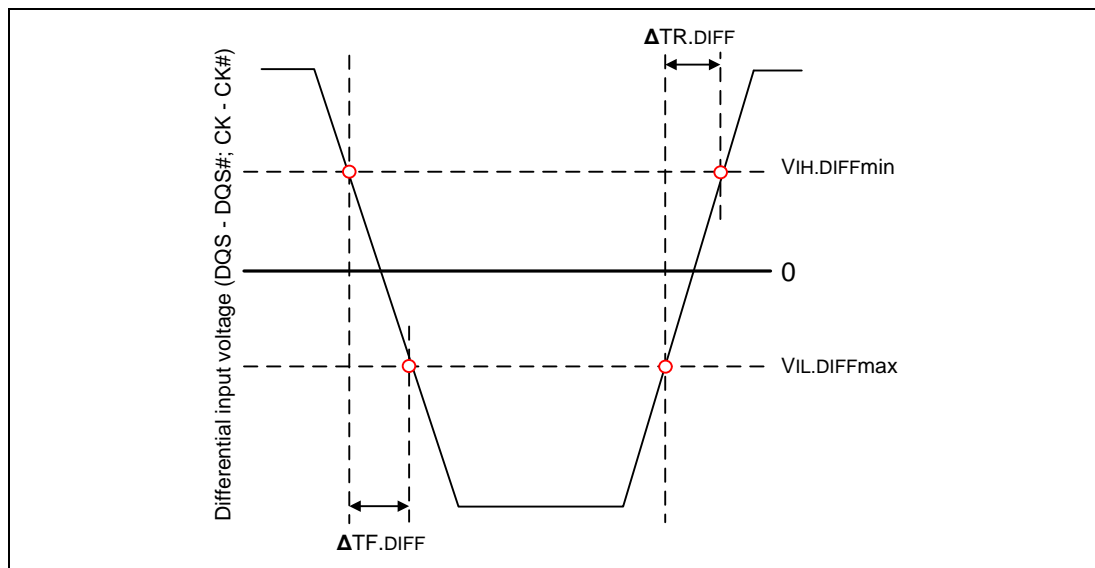 ΔTR.DIFF
Differential input voltage (DQS - DQS#; CK - CK#)
VIH.DIFFmin
0
VIL.DIFFmax
ΔTF.DIFF